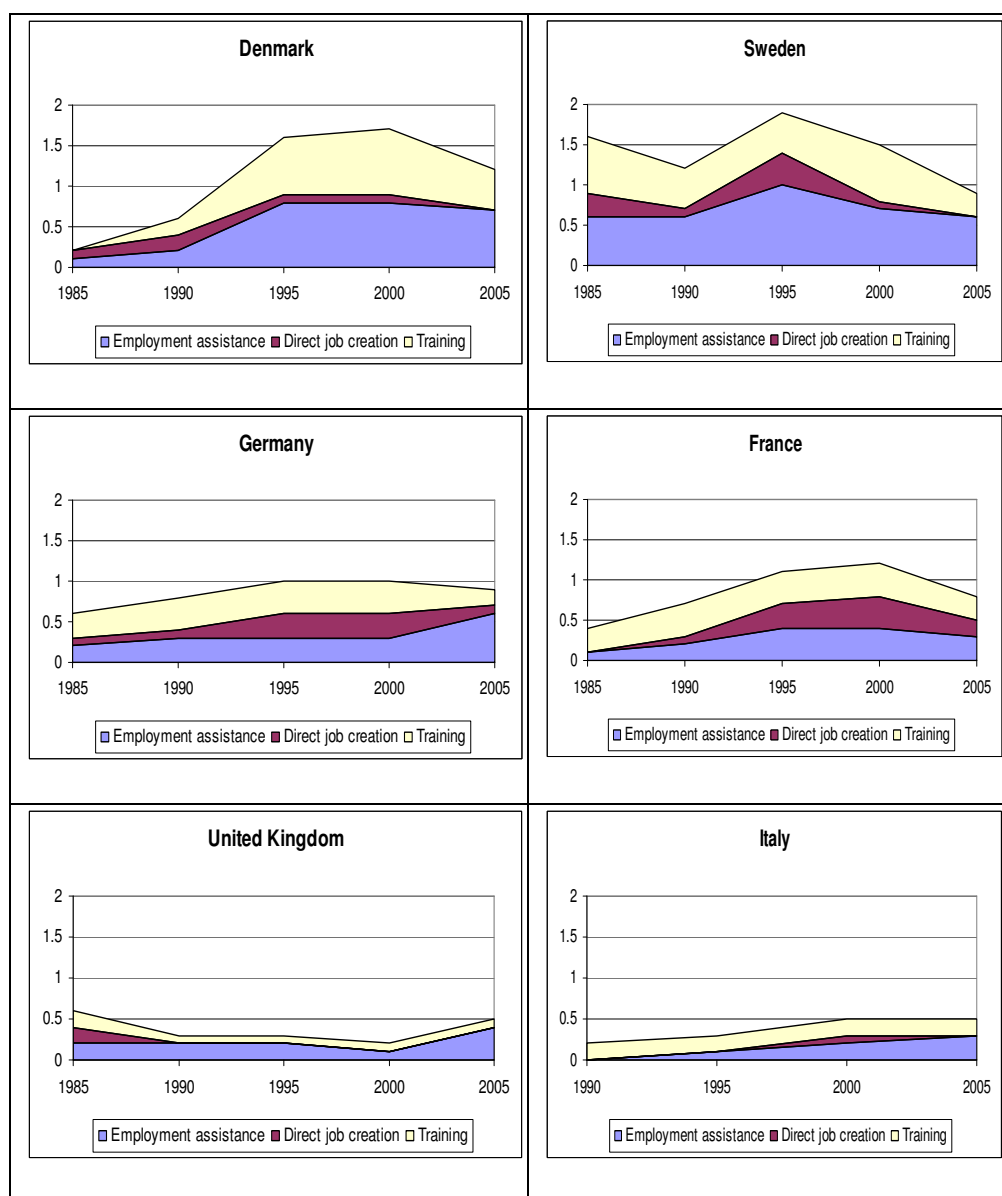 Denmark
2
1.5
1
0.5
0
1985 1990 1995 2000 2005
Employment assistance Direct job creation Training
Sweden
2
1.5
1
0.5
0
1985 1990 1995 2000 2005
Employment assistance Direct job creation Training
Germany
2
1.5
1
0.5
0
1985 1990 1995 2000 2005
Employment assistance Direct job creation Training
France
2
1.5
1
0.5
0
1985 1990 1995 2000 2005
Employment assistance Direct job creation Training
United Kingdom
2
1.5
1
0.5
0
1985 1990 1995 2000 2005
Employment assistance Direct job creation Training
Italy
2
1.5
1
0.5
0
1990 1995 2000 2005
Employment assistance Direct job creation Training